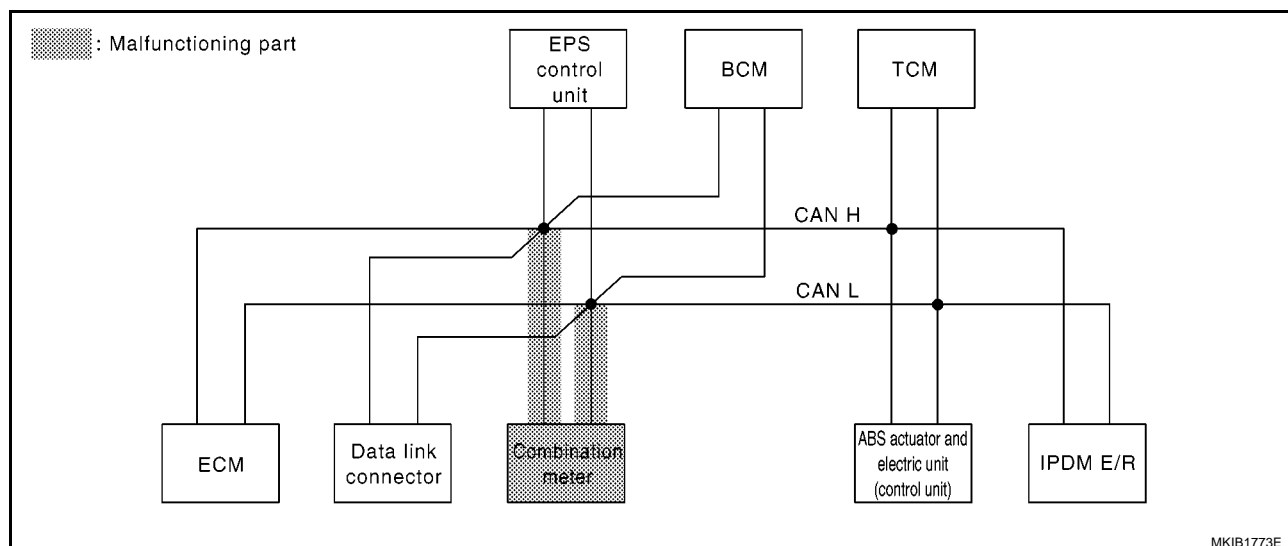 : Malfunctioning part
EPS
control
unit
BCM
TCM
CAN H
CAN L
ECM
Data link
connector
Combination
meter
ABS actuator and
electric unit
(control unit)
IPDM E/R
MKIB1773E